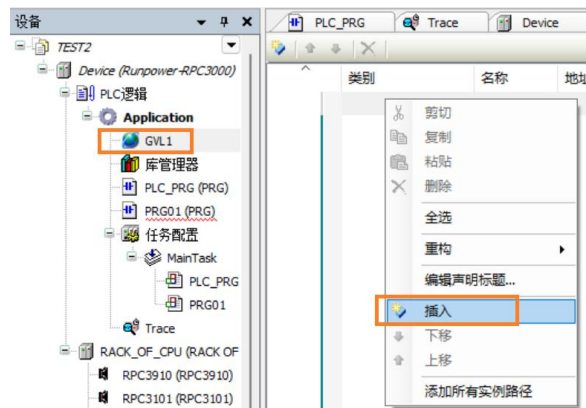 设备
TEST2
Device (Runpower-RPC3000)
PLC逻辑
Application
GVL1
库管理器
PLC_PRG (PRG)
PRG01 (PRG)
任务配置
MainTask
PLC_PRG
PRG01
Trace
RACK_OF_CPU (RACK OF
RPC3910 (RPC3910)
RPC3101 (RPC3101)
PLC_PRG
Trace
Device
类别
名称
剪切
复制
粘贴
删除
全选
重构
编辑声明标题...
插入
下移
上移
添加所有实例路径